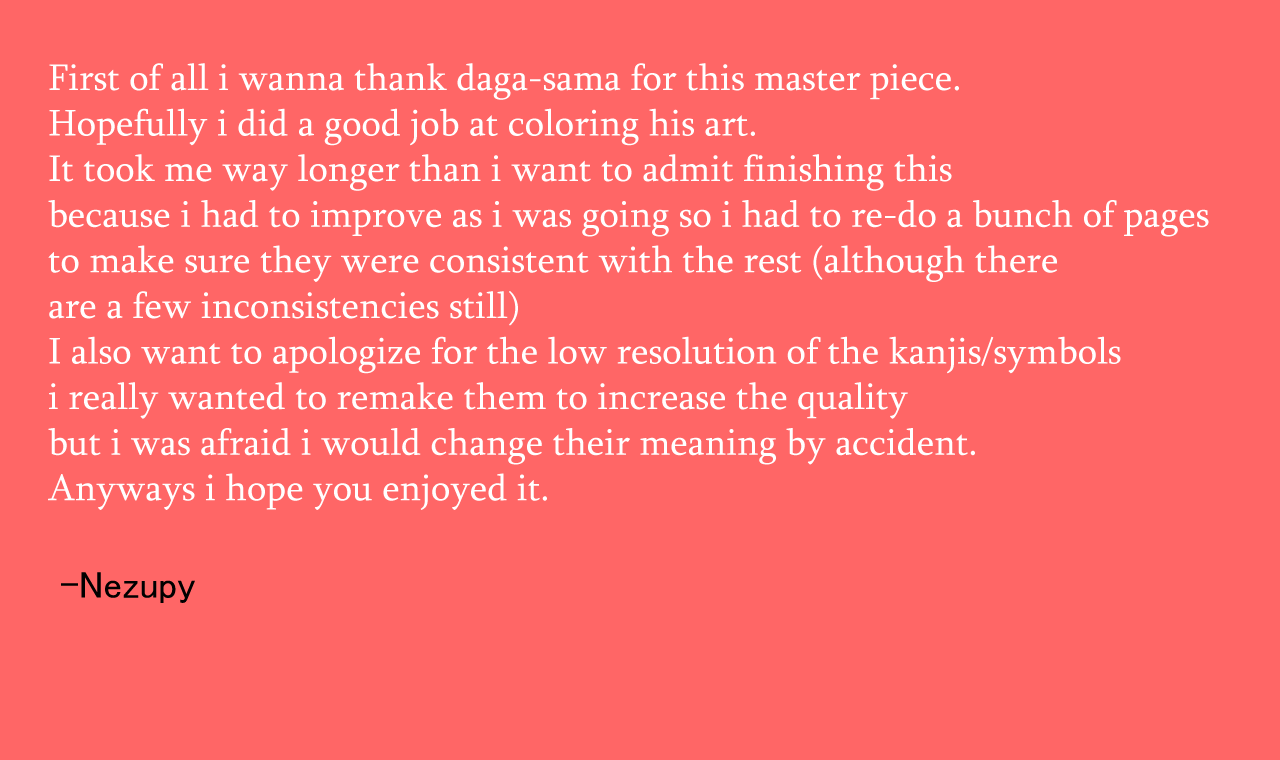 First of all i wanna thank daga-sama for this master piece.
Hopefully i did a good job at coloring his art.
It took me way longer than i want to admit finishing this
because i had to improve as i was going so i had to re-do a bunch of pages
to make sure they were consistent with the rest (although there
are a few inconsistencies still)
I also want to apologize for the low resolution of the kanjis/symbols
i really wanted to remake them to increase the quality
but i was afraid i would change their meaning by accident.
Anyways i hope you enjoyed it.
–Nezupy